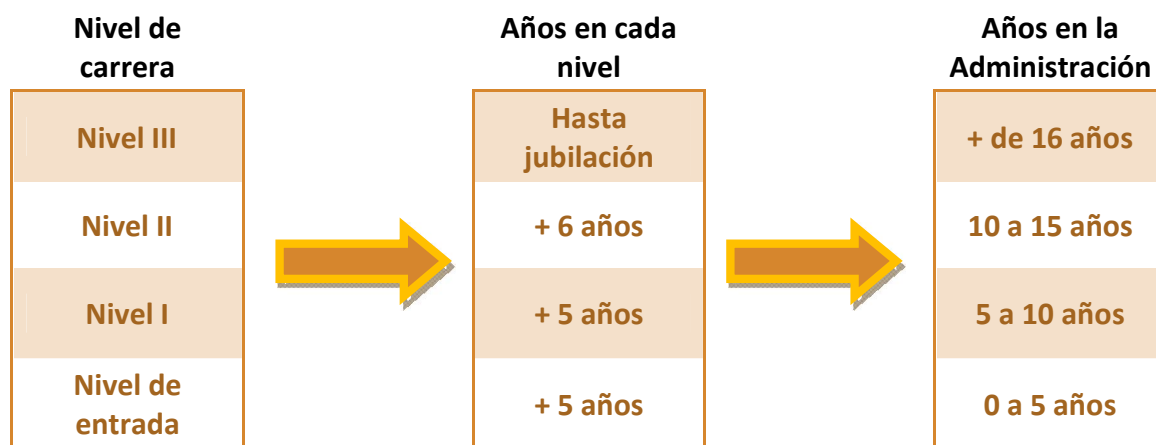 Nivel de
carrera
Años en cada
nivel
Años en la
Administración
Nivel III
Hasta
jubilación
+ de 16 años
Nivel II
+ 6 años
10 a 15 años
Nivel I
+ 5 años
5 a 10 años
Nivel de
entrada
+ 5 años
0 a 5 años